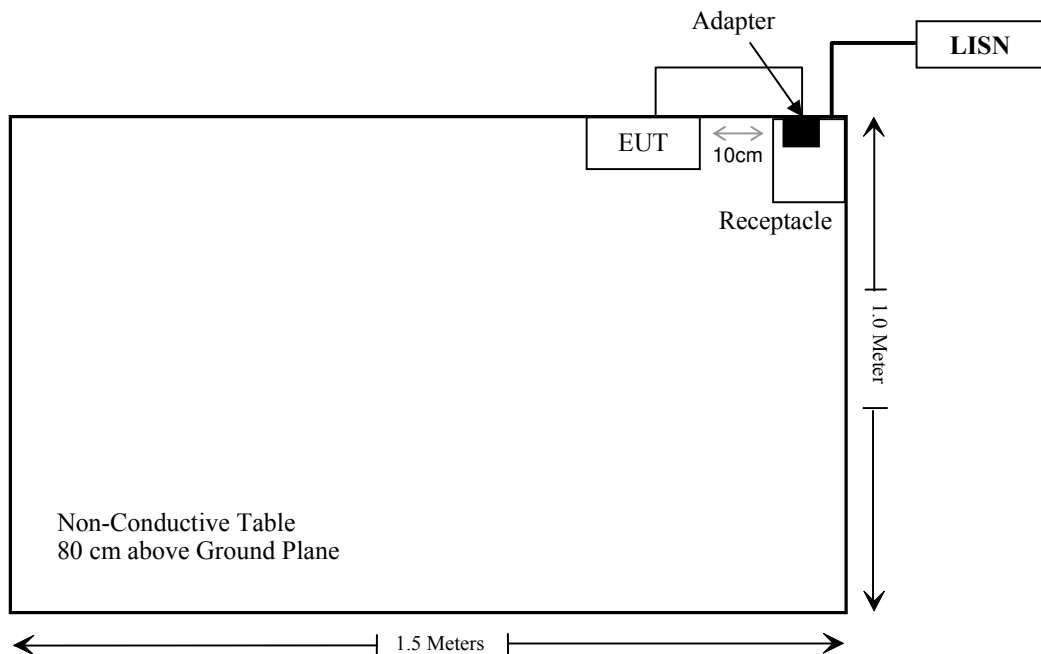 Adapter
LISN
EUT
10cm
Receptacle
1.0 Meter
Non-Conductive Table
80 cm above Ground Plane
1.5 Meters